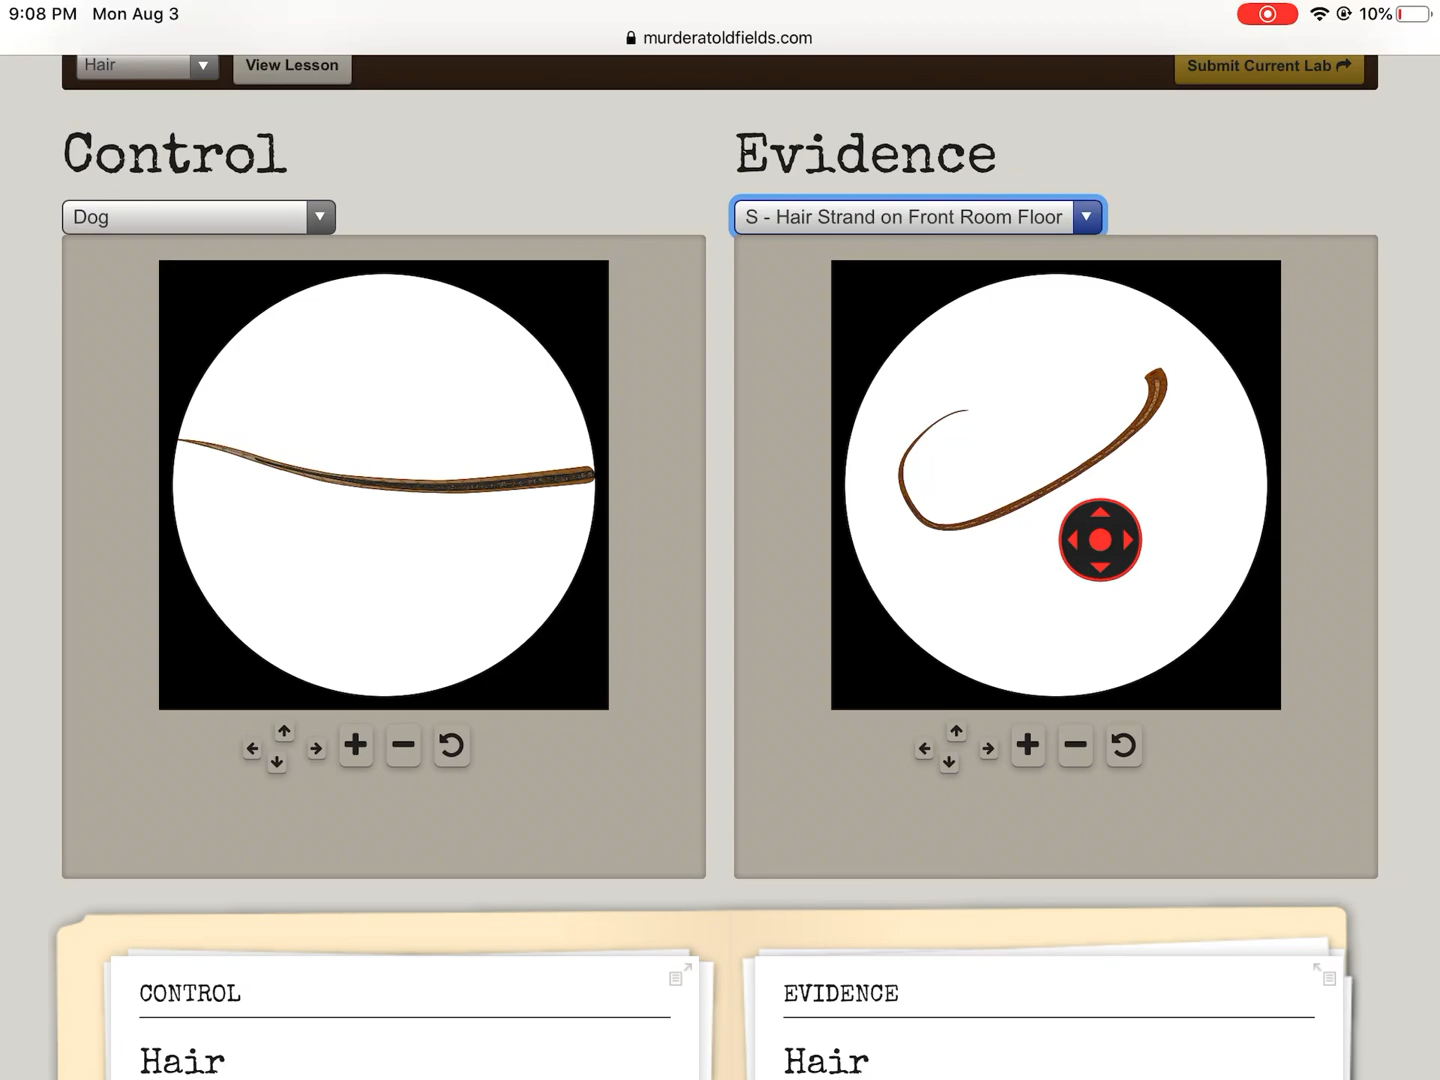 9:08 PM Mon Aug 3
10%
murderatoldfields.com
Hair
View Lesson
Submit Current Lab
Control
Evidence
Dog
S - Hair Strand on Front Room Floor
CONTROL
EVIDENCE
Hair
Hair